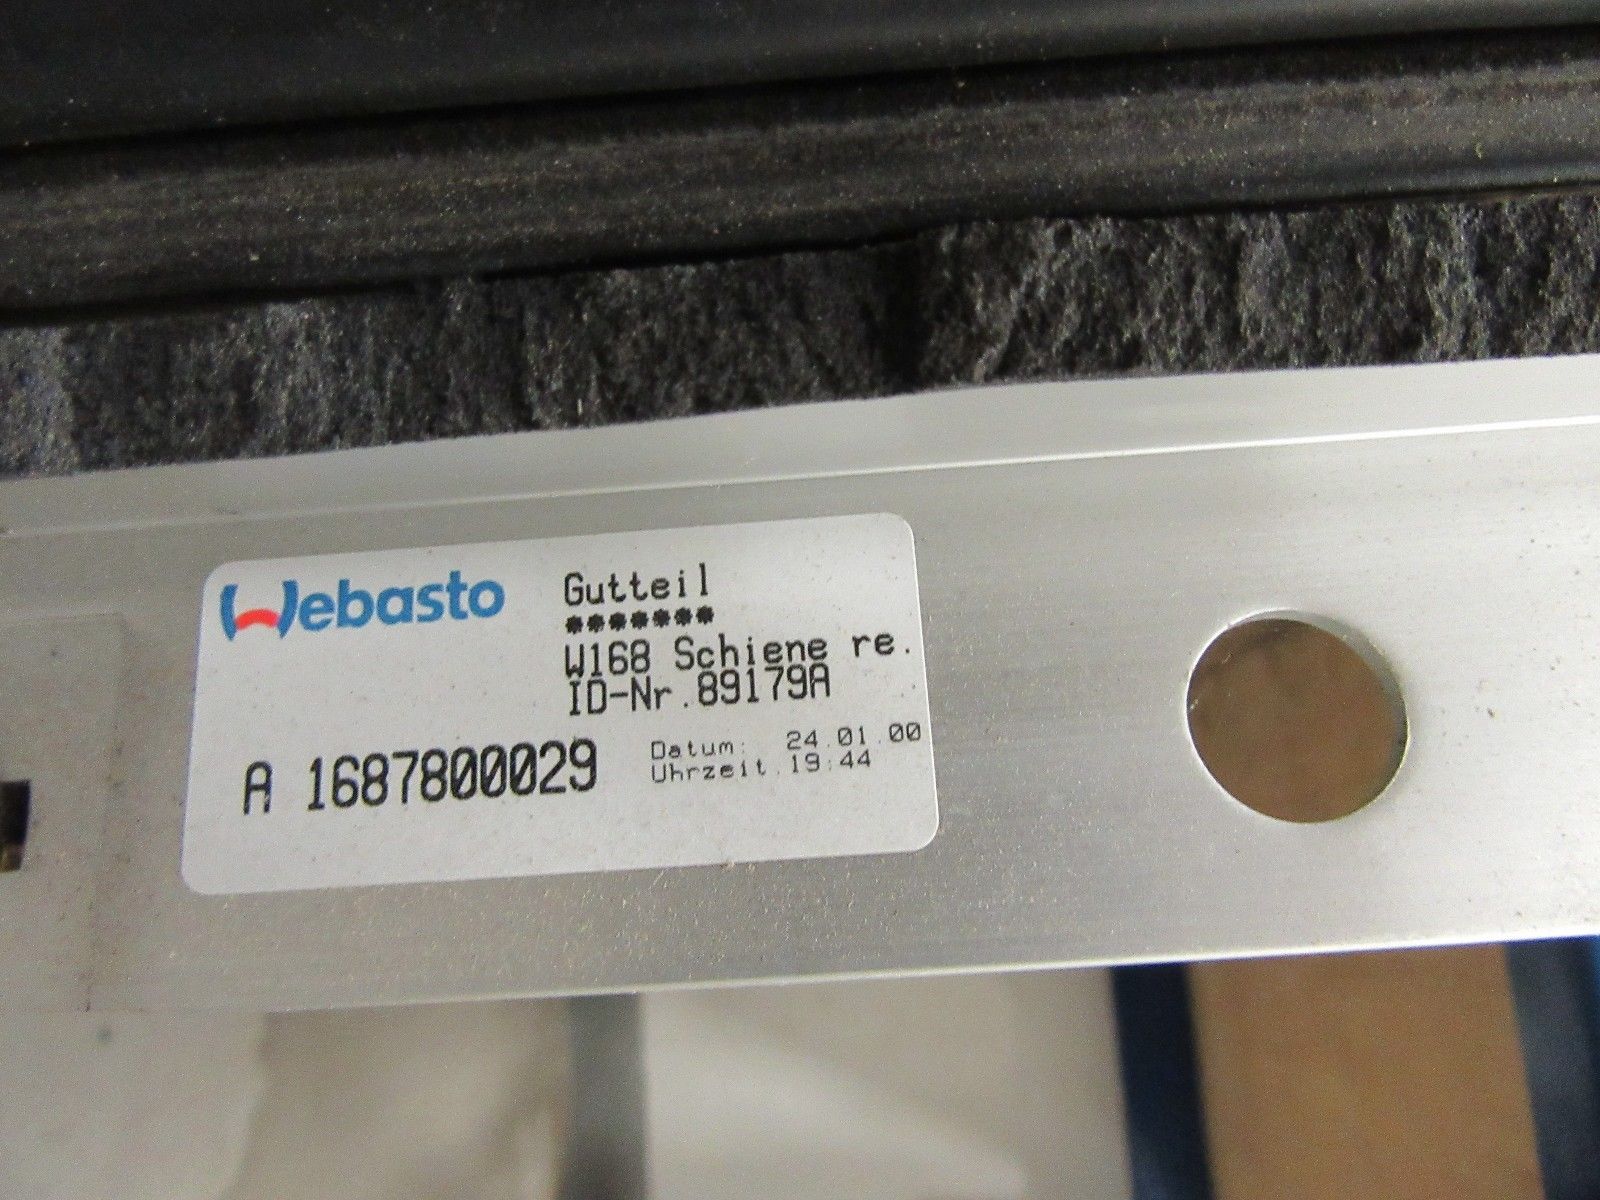 Webasto
Gutteil
*******
W168 Schiene re.
ID-Nr.89179A
A 1687800029
Datum: 24.01.00
Uhrzeit.19:44